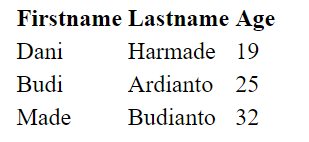 Firstname Lastname Age
Dani Harmade 19
Budi Ardianto 25
Made Budianto 32